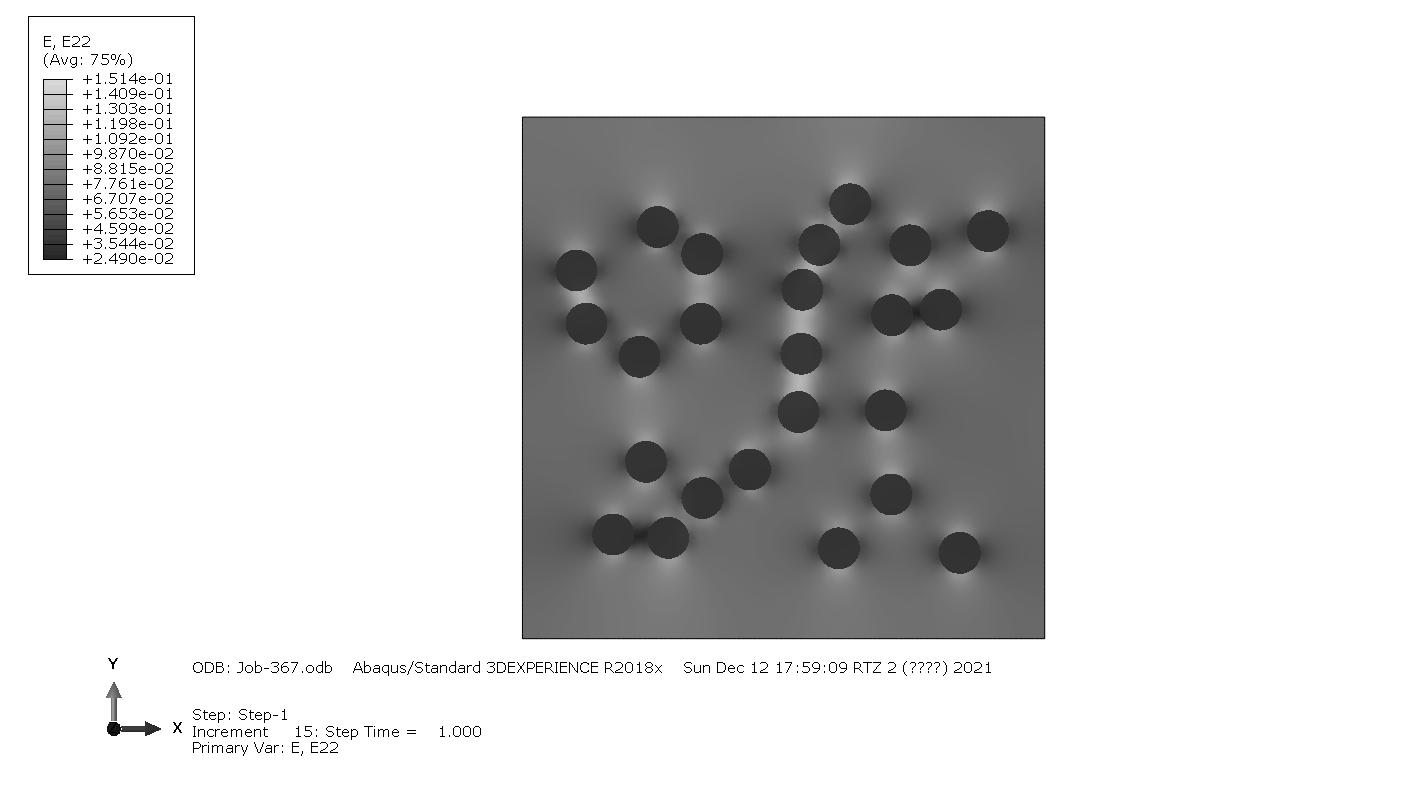 E, E22
(Avg: 75%)
+1.514e-01
+1.409e-01
+1.303e-01
+1.198e-01
+1.092e-01
+9.870e-02
+8.815e-02
+7.761e-02
+6.707e-02
+5.653e-02
+4.599e-02
+3.544e-02
+2.490e-02
Y
X
ODB: Job-367.odb    Abaqus/Standard 3DEXPERIENCE R2018x    Sun Dec 12 17:59:09 RTZ 2 (????) 2021
Step: Step-1
Increment    15: Step Time =    1.000
Primary Var: E, E22